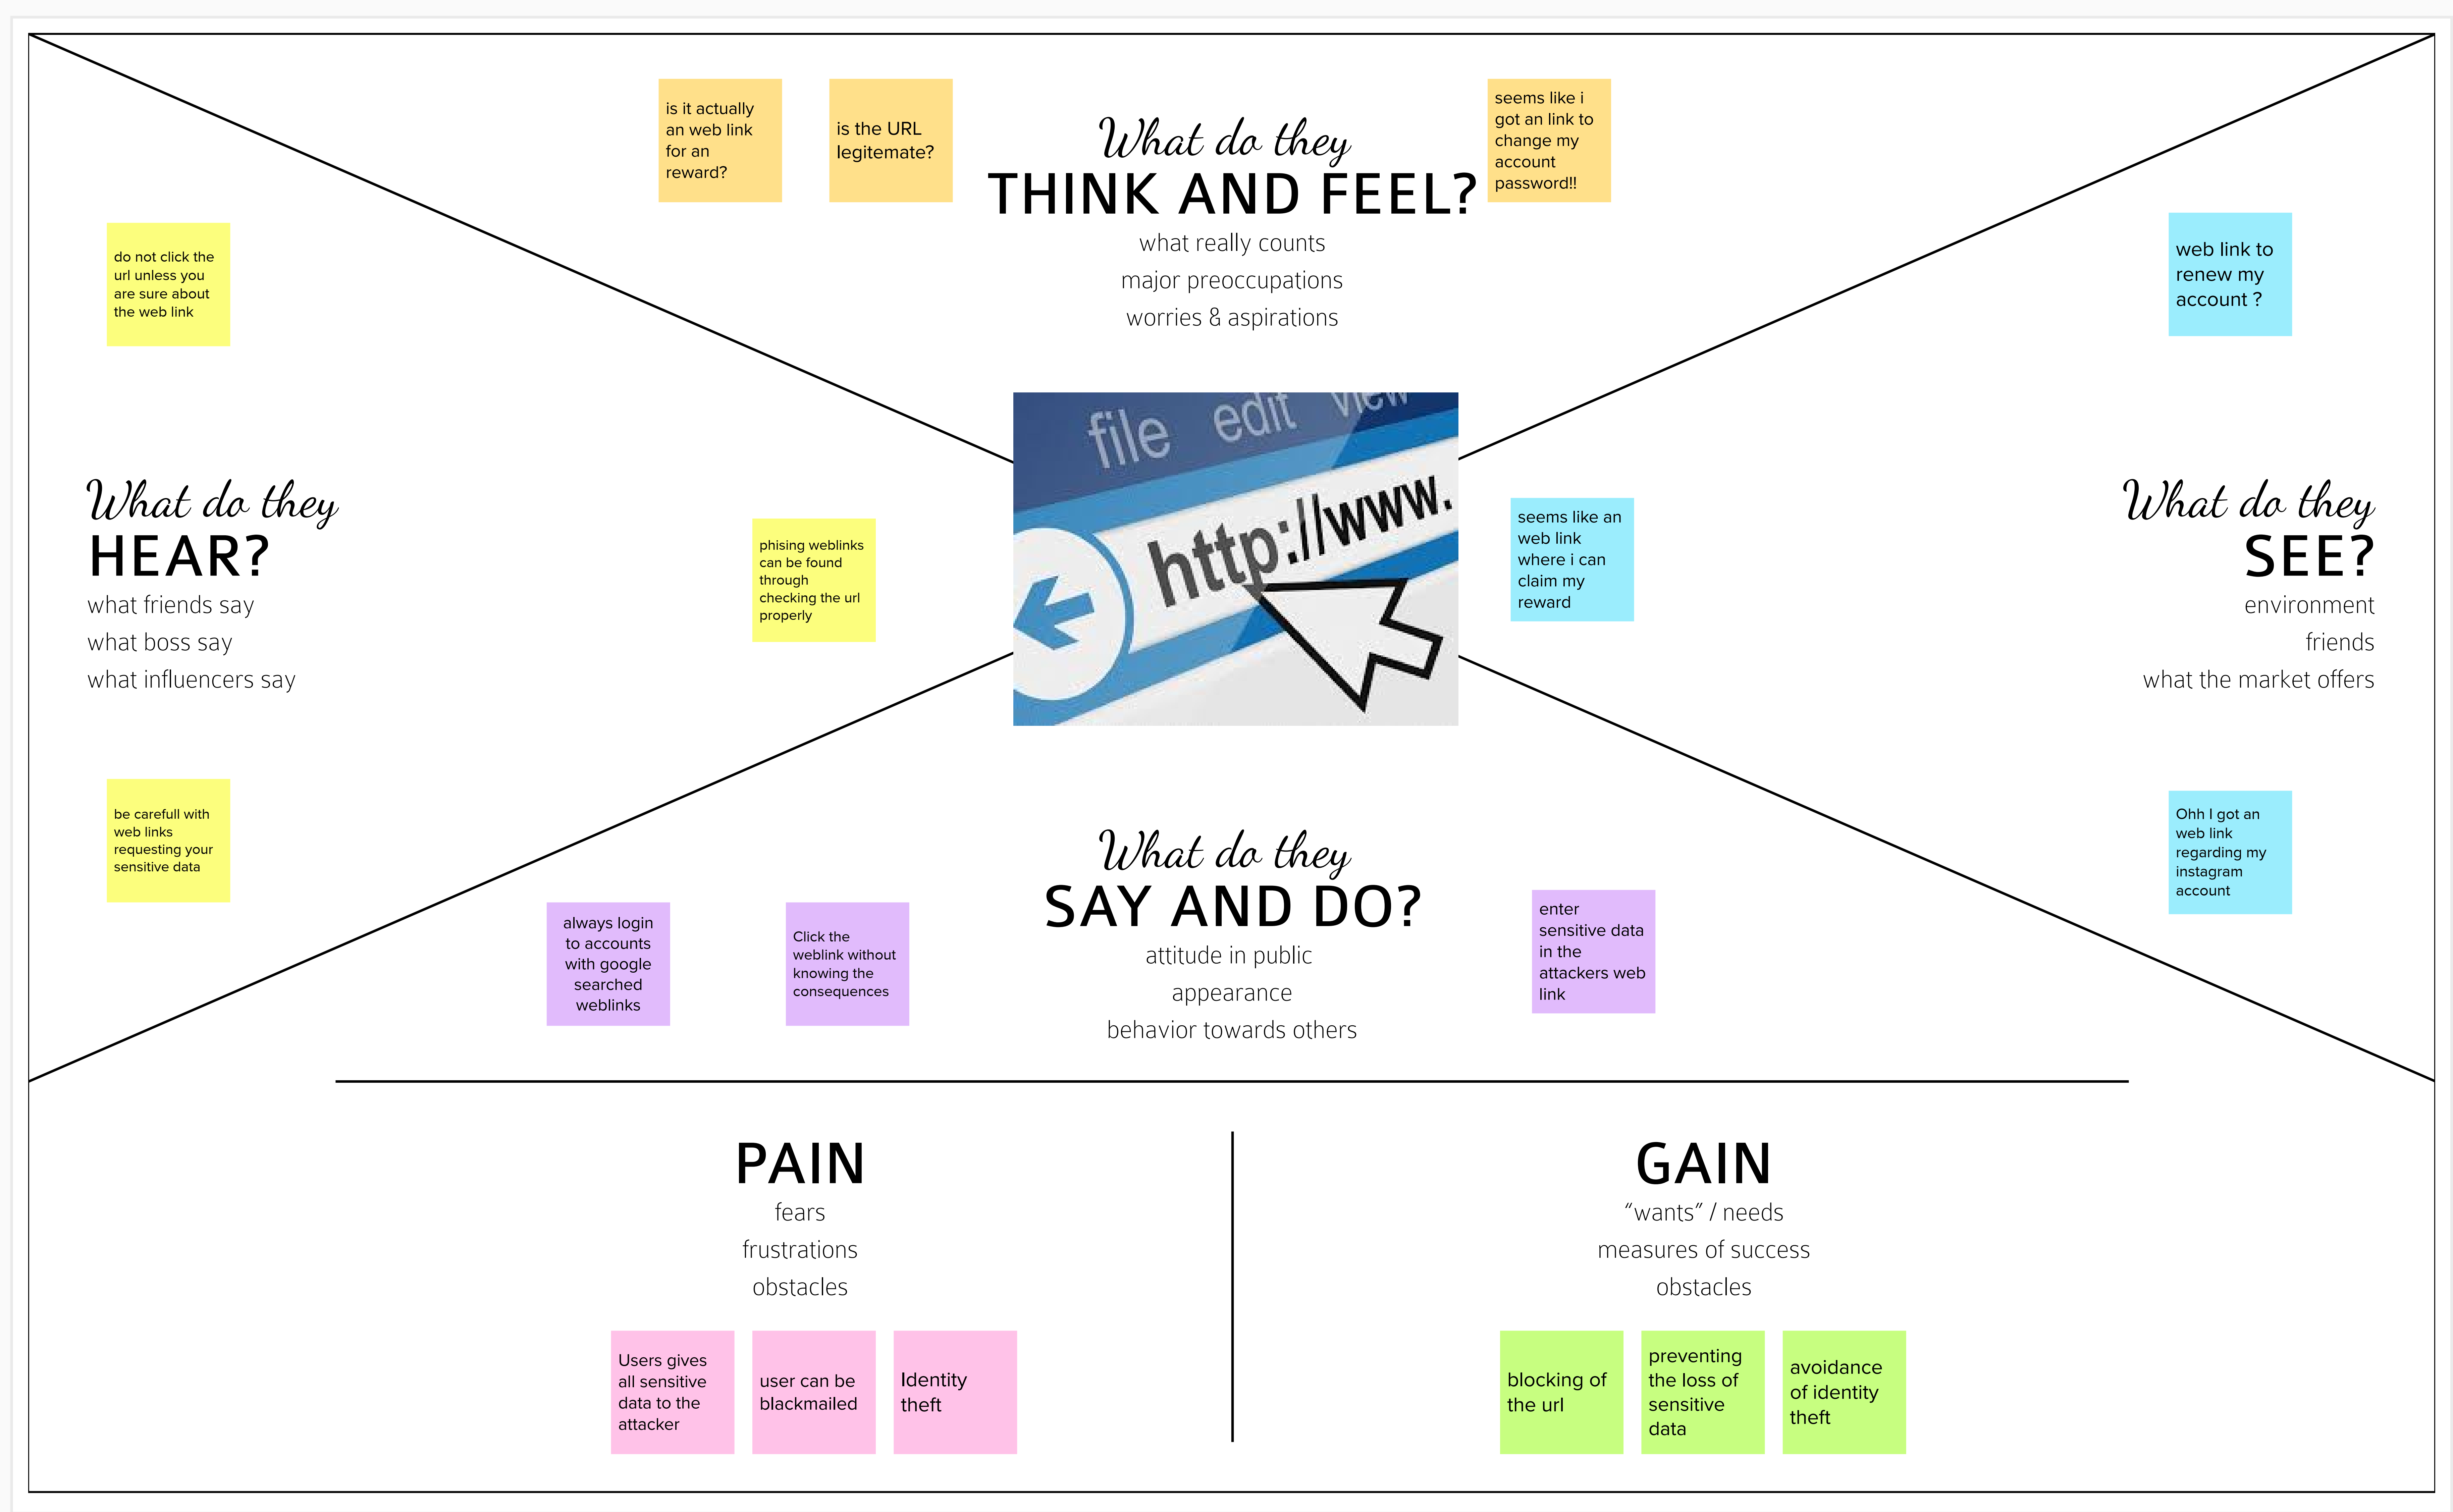 is it actually
an web link
for an
reward?
is the URL
legitemate?
What do they
THINK AND FEEL?
what really counts
major preoccupations
worries & aspirations
seems like i
got an link to
change my
account
password!!
do not click the
url unless you
are sure about
the web link
What do they
HEAR?
what friends say
what boss say
what influencers say
phising weblinks
can be found
through
checking the url
properly
be carefull with
web links
requesting your
sensitive data
file edit view
http://www.
web link to
renew my
account ?
seems like an
web link
where i can
claim my
reward
What do they
SEE?
environment
friends
what the market offers
Ohh I got an
web link
regarding my
instagram
account
What do they
SAY AND DO?
attitude in public
appearance
behavior towards others
always login
to accounts
with google
searched
weblinks
Click the
weblink without
knowing the
consequences
enter
sensitive data
in the
attackers web
link
PAIN
fears
frustrations
obstacles
Users gives
all sensitive
data to the
attacker
user can be
blackmailed
Identity
theft
GAIN
“wants” / needs
measures of success
obstacles
blocking of
the url
preventing
the loss of
sensitive
data
avoidance
of identity
theft